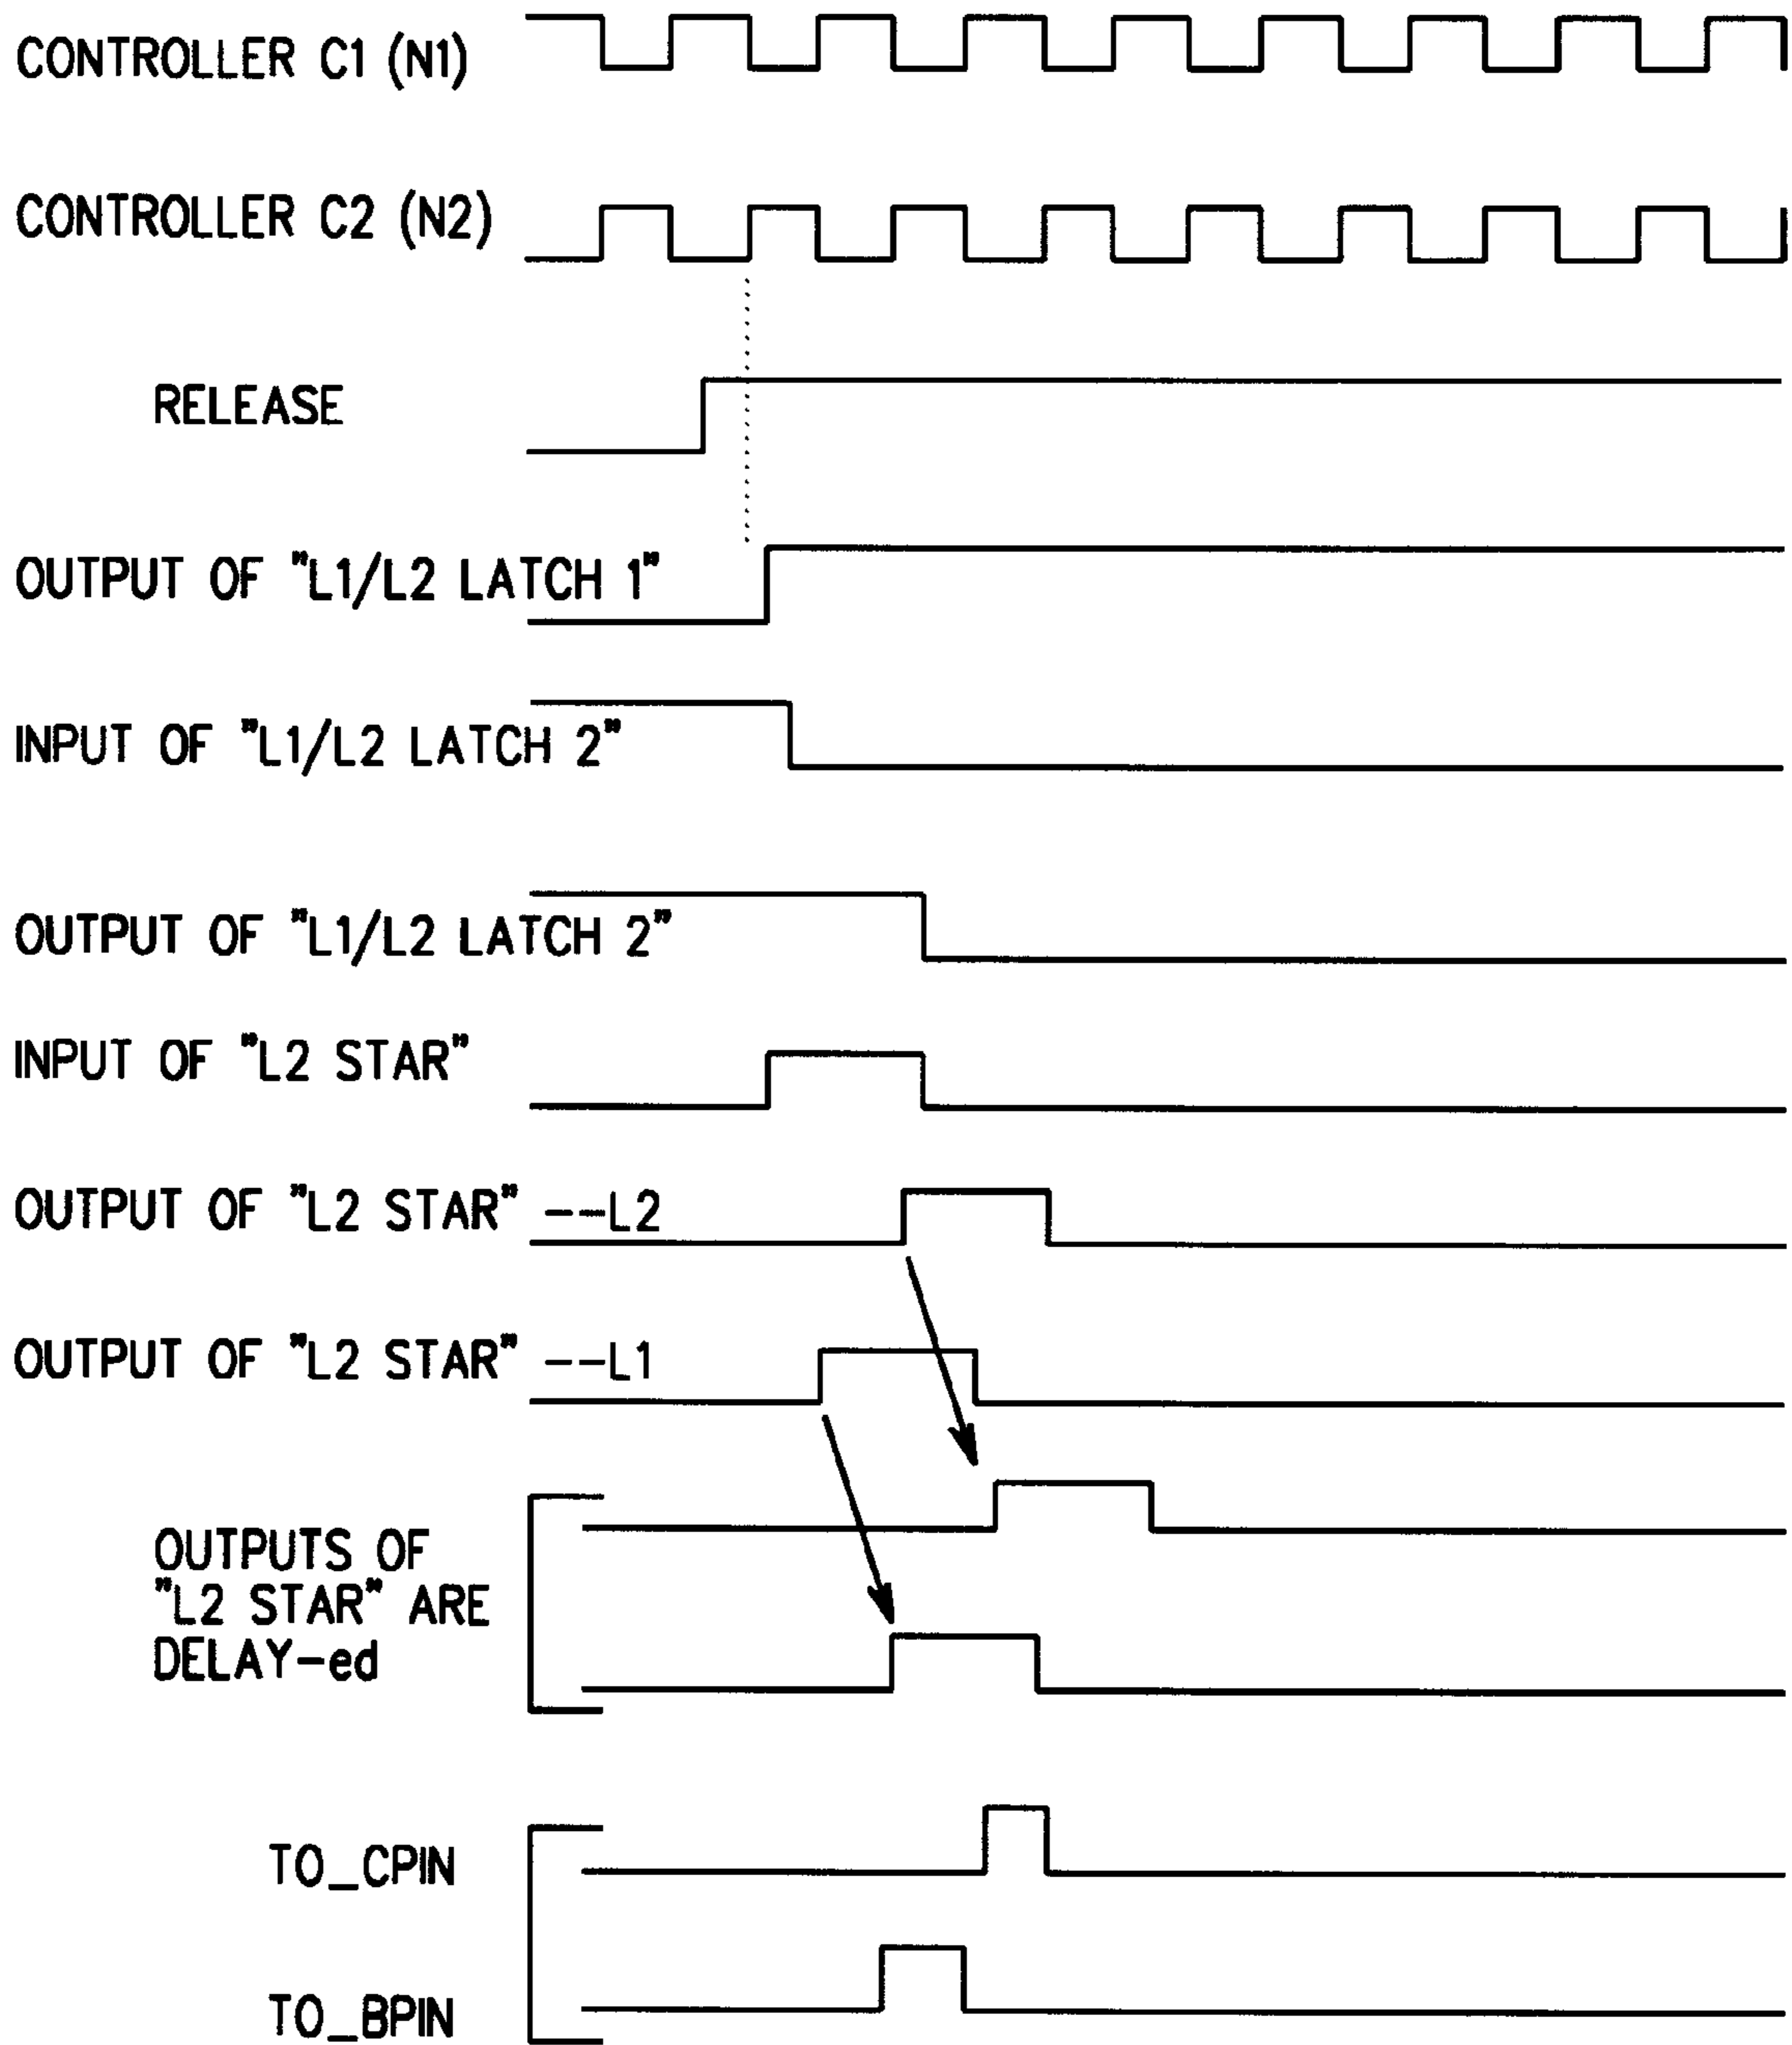 CONTROLLER C1 (N1)
CONTROLLER C2 (N2)
RELEASE
OUTPUT OF "L1/L2 LATCH 1"
INPUT OF "L1/L2 LATCH 2"
OUTPUT OF "L1/L2 LATCH 2"
INPUT OF "L2 STAR"
OUTPUT OF "L2 STAR" ---L2
OUTPUT OF "L2 STAR" ---L1
OUTPUTS OF
"L2 STAR" ARE
DELAY-ed
TO_CPIN
TO_BPIN